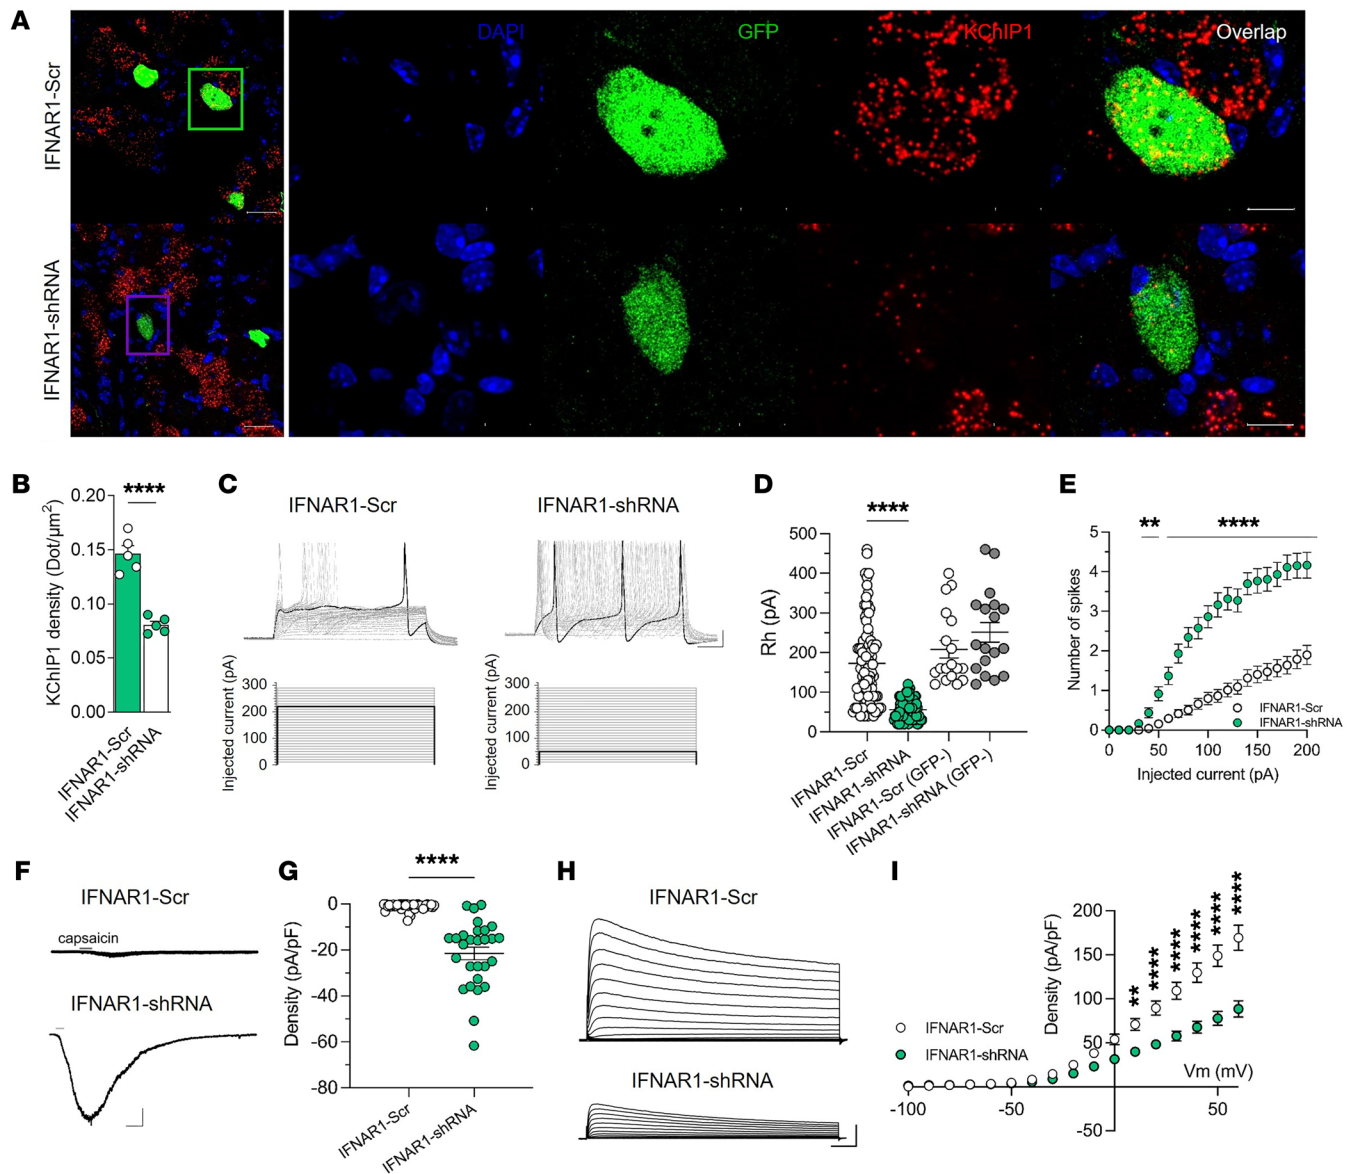 A
IFNAR1-Scr
DAPI
GFP
KChIP1
Overlap
IFNAR1-shRNA
B
KChIP1 density (Dot/µm²)
0.20
0.15
0.10
0.05
0.00
****
IFNAR1-Scr
IFNAR1-shRNA
C
IFNAR1-Scr
IFNAR1-shRNA
Injected current (pA)
300
200
100
0
Injected current (pA)
300
200
100
0
D
****
Rh (pA)
500
400
300
200
100
0
IFNAR1-Scr
IFNAR1-shRNA
IFNAR1-Scr (GFP-)
IFNAR1-shRNA (GFP-)
E
**
****
Number of spikes
5
4
3
2
1
0
IFNAR1-Scr
IFNAR1-shRNA
0
50
100
150
200
Injected current (pA)
F
IFNAR1-Scr
capsaicin
IFNAR1-shRNA
G
****
Density (pA/pF)
0
-20
-40
-60
-80
IFNAR1-Scr
IFNAR1-shRNA
H
IFNAR1-Scr
IFNAR1-shRNA
I
Density (pA/pF)
200
150
100
50
-50
**
****
****
****
****
****
IFNAR1-Scr
IFNAR1-shRNA
Vm (mV)
-100
-50
50